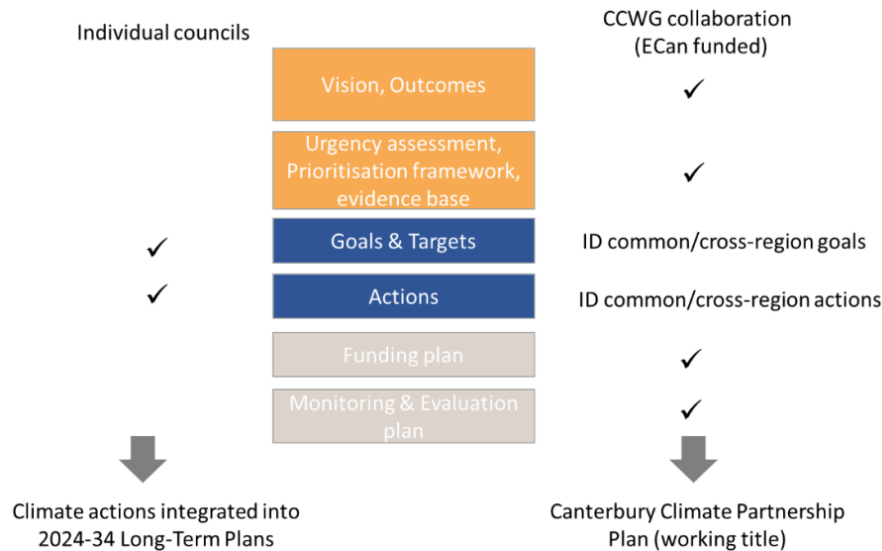 Individual councils
CCWG collaboration
(ECan funded)
Vision, Outcomes
✓
Urgency assessment,
Prioritisation framework,
evidence base
✓
✓
Goals & Targets
ID common/cross-region goals
✓
Actions
ID common/cross-region actions
Funding plan
✓
Monitoring & Evaluation
plan
✓
Climate actions integrated into
2024-34 Long-Term Plans
Canterbury Climate Partnership
Plan (working title)